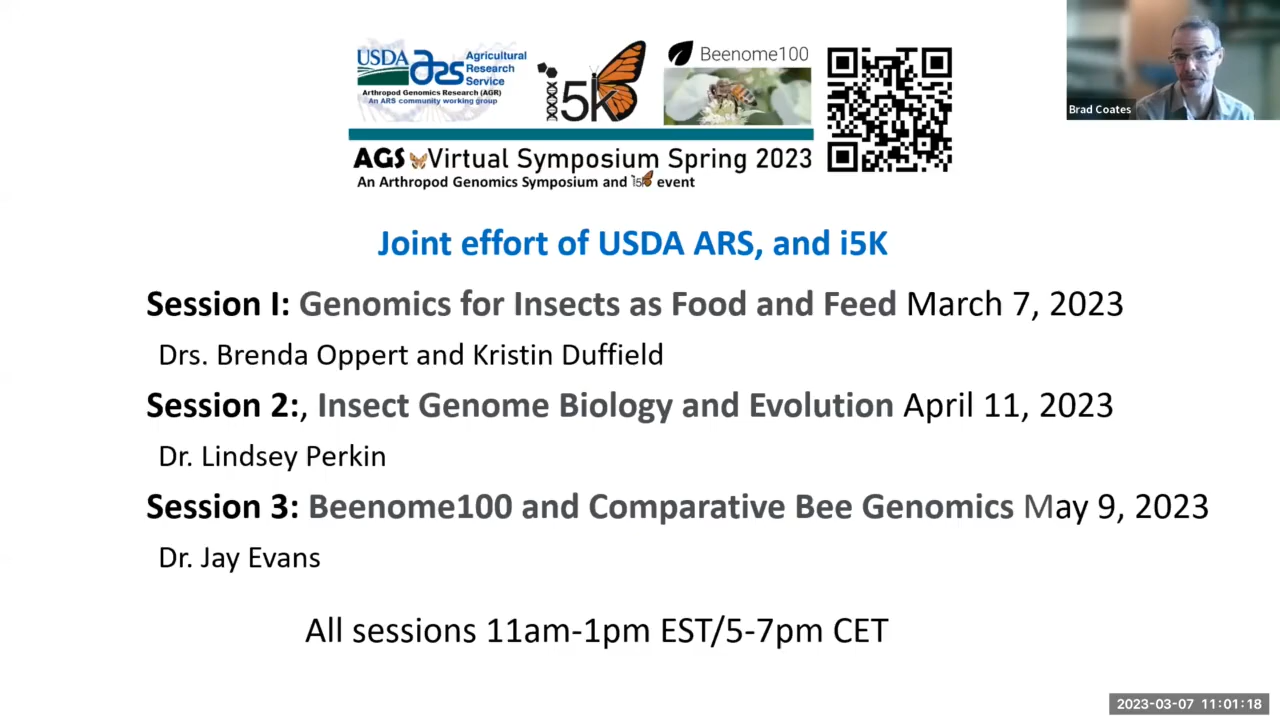 USDA ars Agricultural Research Service
Arthropod Genomics Research (AGR)
An ARS community working group
i5k
Beenome100
AGS Virtual Symposium Spring 2023
An Arthropod Genomics Symposium and i5k event
Brad Coates
Joint effort of USDA ARS, and i5K
Session I: Genomics for Insects as Food and Feed March 7, 2023
Drs. Brenda Oppert and Kristin Duffield
Session 2:, Insect Genome Biology and Evolution April 11, 2023
Dr. Lindsey Perkin
Session 3: Beenome100 and Comparative Bee Genomics May 9, 2023
Dr. Jay Evans
All sessions 11am-1pm EST/5-7pm CET
2023-03-07 11:01:18